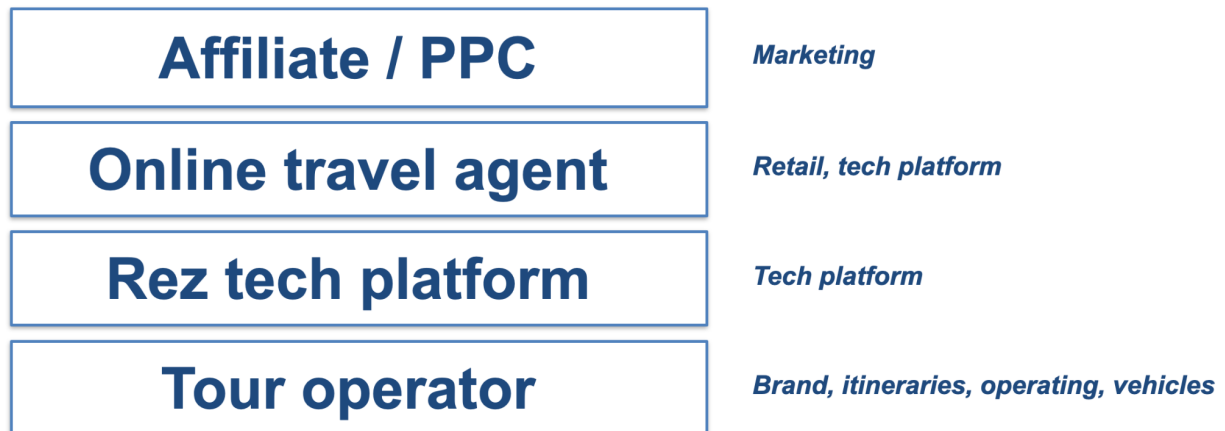 Affiliate / PPC
Marketing
Online travel agent
Retail, tech platform
Rez tech platform
Tech platform
Tour operator
Brand, itineraries, operating, vehicles